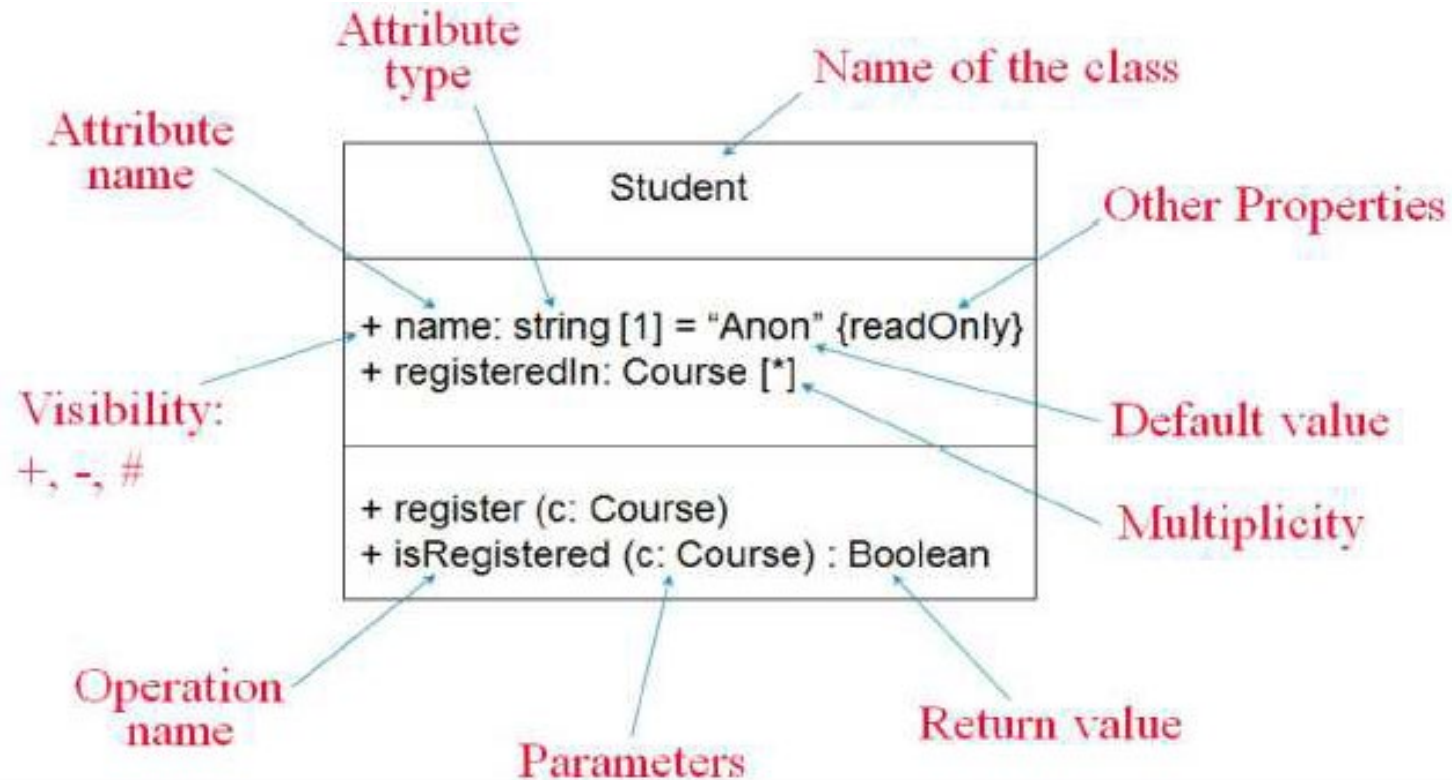 Attribute
type
Name of the class
Attribute
name
Student
Other Properties
+ name: string [1] = “Anon” {readOnly}
+ registeredIn: Course [*]
Visibility:
+, -, #
Default value
Multiplicity
+ register (c: Course)
+ isRegistered (c: Course) : Boolean
Operation
name
Parameters
Return value